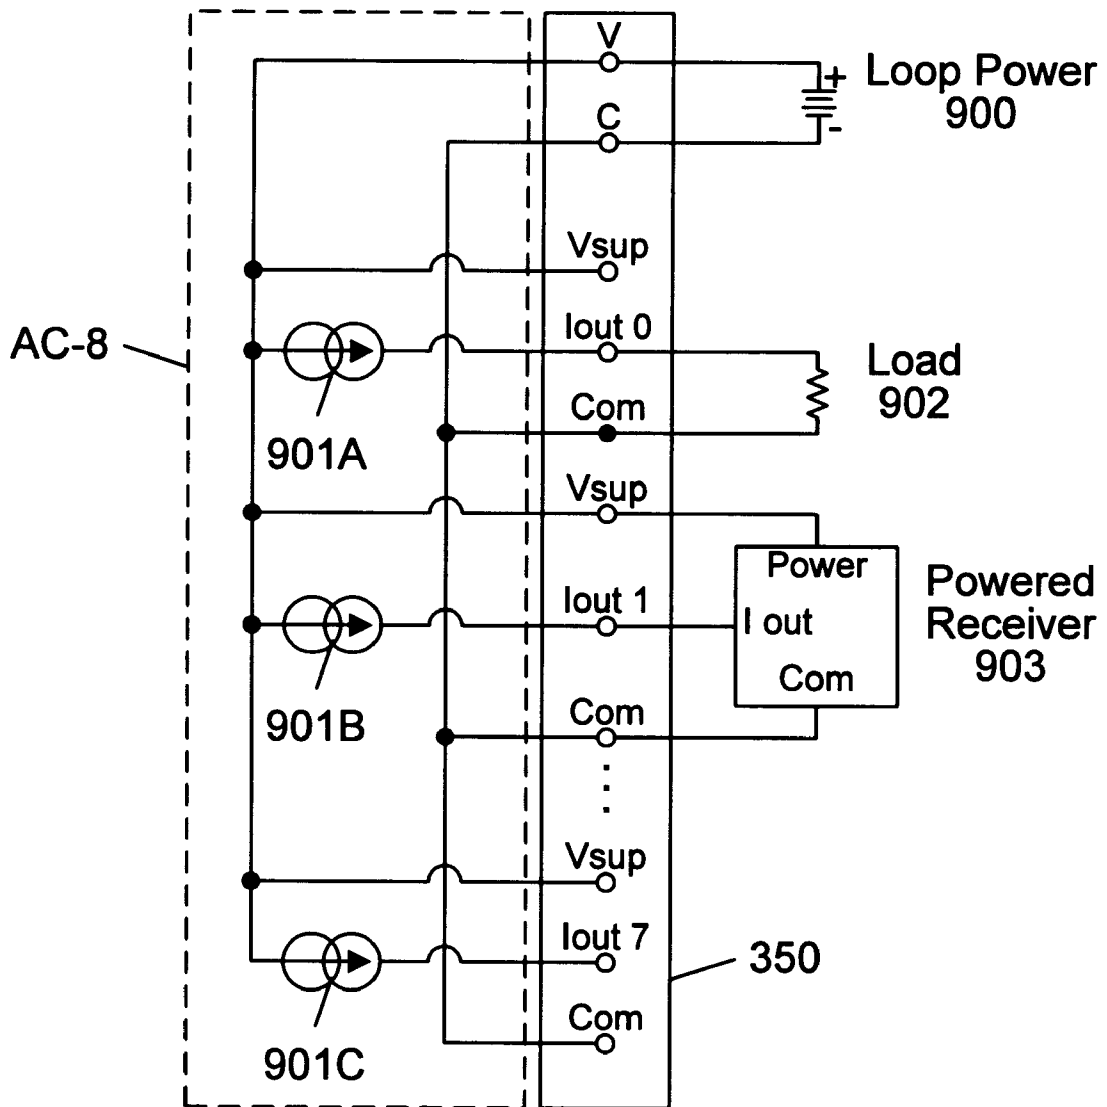 V
+
Loop Power
900
C
-
Vsup
Iout 0
AC-8
Load
902
Com
901A
Vsup
Power
Powered
Receiver
903
Iout 1
I out
Com
901B
Com
Vsup
Iout 7
350
Com
901C